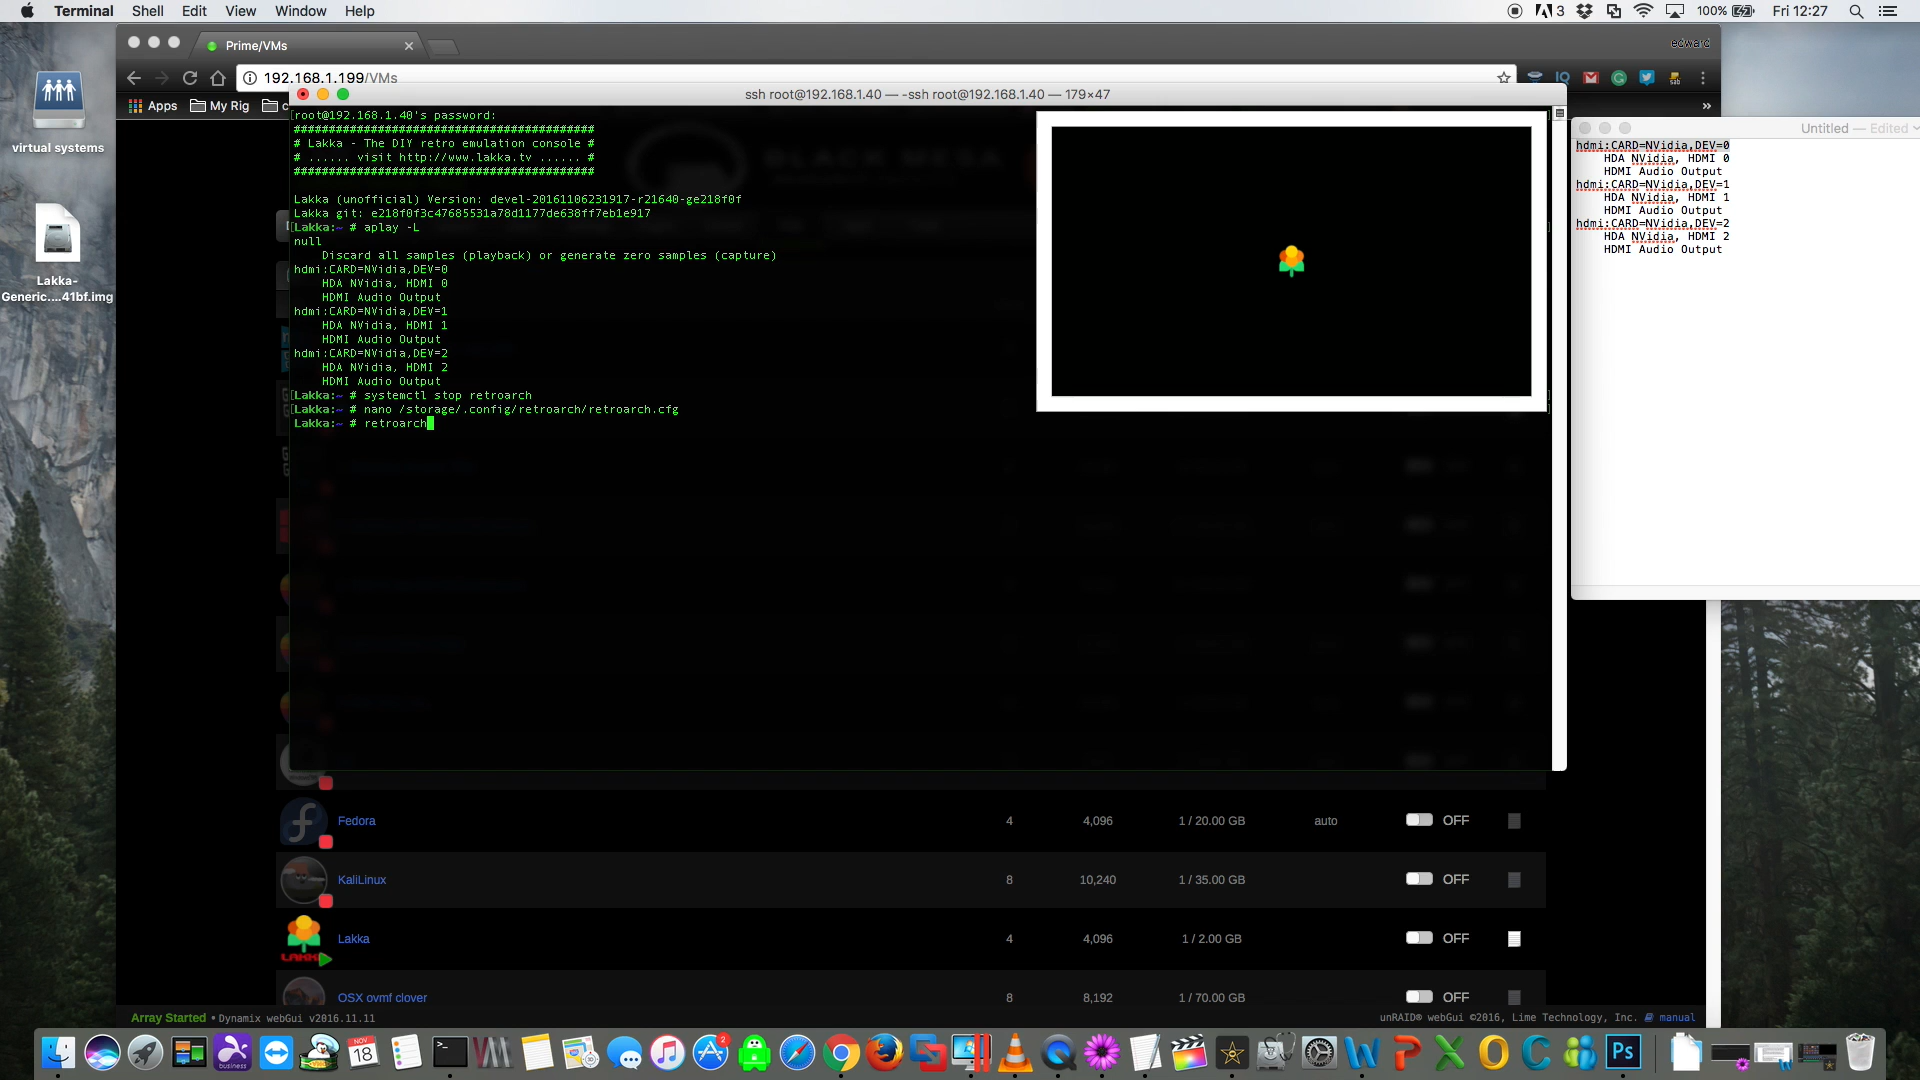 Terminal Shell Edit View Window Help
3 100% Fri 12:27
Prime/VMs
edward
192.168.1.199/VMs
Apps My Rig
ssh root@192.168.1.40 — -ssh root@192.168.1.40 — 179×47
[root@192.168.1.40's password:
###########################################
# Lakka - The DIY retro emulation console #
# ...... visit http://www.lakka.tv ...... #
###########################################
Lakka (unofficial) Version: devel-20161106231917-r21640-ge218f0f
Lakka git: e218f0f3c47685531a78d1177de638ff7eb1e917
[Lakka:~ # aplay -L
null
Discard all samples (playback) or generate zero samples (capture)
hdmi:CARD=NVidia,DEV=0
HDA NVidia, HDMI 0
HDMI Audio Output
hdmi:CARD=NVidia,DEV=1
HDA NVidia, HDMI 1
HDMI Audio Output
hdmi:CARD=NVidia,DEV=2
HDA NVidia, HDMI 2
HDMI Audio Output
[Lakka:~ # systemctl stop retroarch
[Lakka:~ # nano /storage/.config/retroarch/retroarch.cfg
Lakka:~ # retroarch
Untitled — Edited
hdmi:CARD=NVidia,DEV=0
HDA NVidia, HDMI 0
HDMI Audio Output
hdmi:CARD=NVidia,DEV=1
HDA NVidia, HDMI 1
HDMI Audio Output
hdmi:CARD=NVidia,DEV=2
HDA NVidia, HDMI 2
HDMI Audio Output
virtual systems
Lakka-
Generic....41bf.img
Fedora 4 4,096 1 / 20.00 GB auto OFF
KaliLinux 8 10,240 1 / 35.00 GB OFF
Lakka 4 4,096 1 / 2.00 GB OFF
OSX ovmf clover 8 8,192 1 / 70.00 GB OFF
Array Started • Dynamix webGui v2016.11.11
unRAID® webGui ©2016, Lime Technology, Inc. manual
NOV
18
business
2
Ps